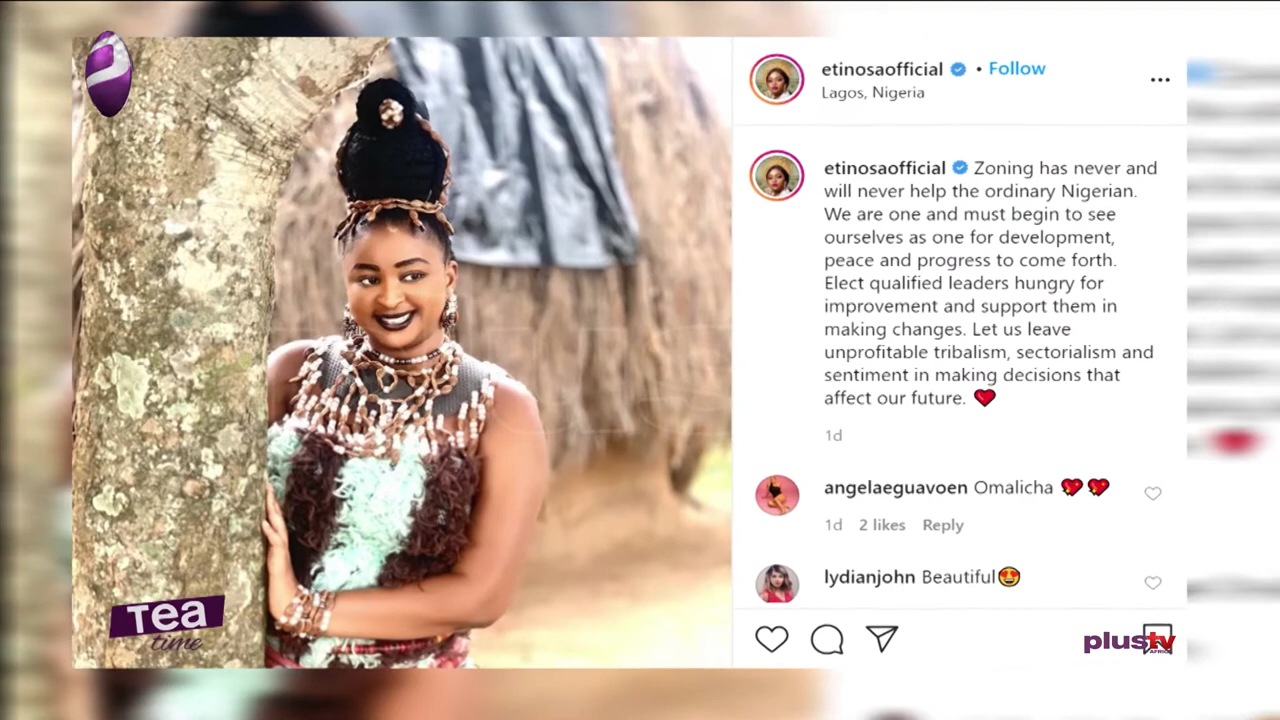 etinosaofficial • Follow
Lagos, Nigeria
etinosaofficial Zoning has never and
will never help the ordinary Nigerian.
We are one and must begin to see
ourselves as one for development,
peace and progress to come forth.
Elect qualified leaders hungry for
improvement and support them in
making changes. Let us leave
unprofitable tribalism, sectorialism and
sentiment in making decisions that
affect our future. ❤️
1d
angelaeguavoen Omalicha 💖💖
1d 2 likes Reply
lydianjohn Beautiful😍
Tea
time
plustv
AFRICA